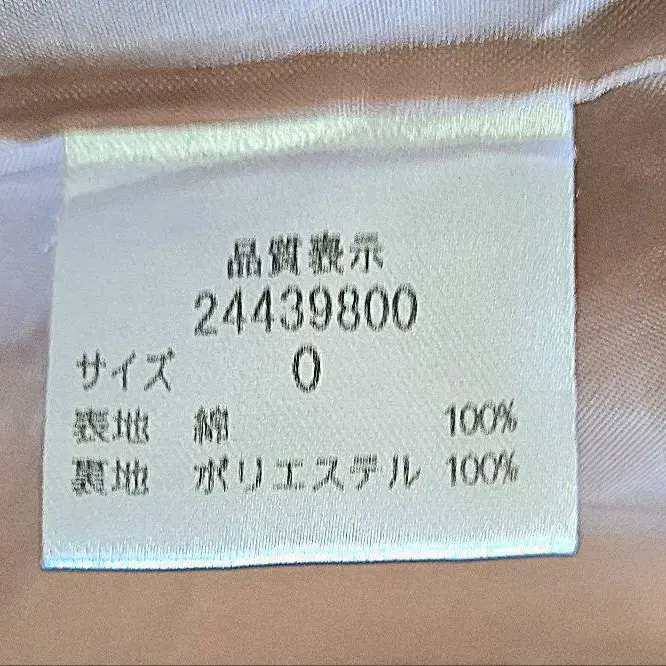 品質表示
24439800
サイズ 0
表地 綿 100%
裏地 ポリエステル 100%